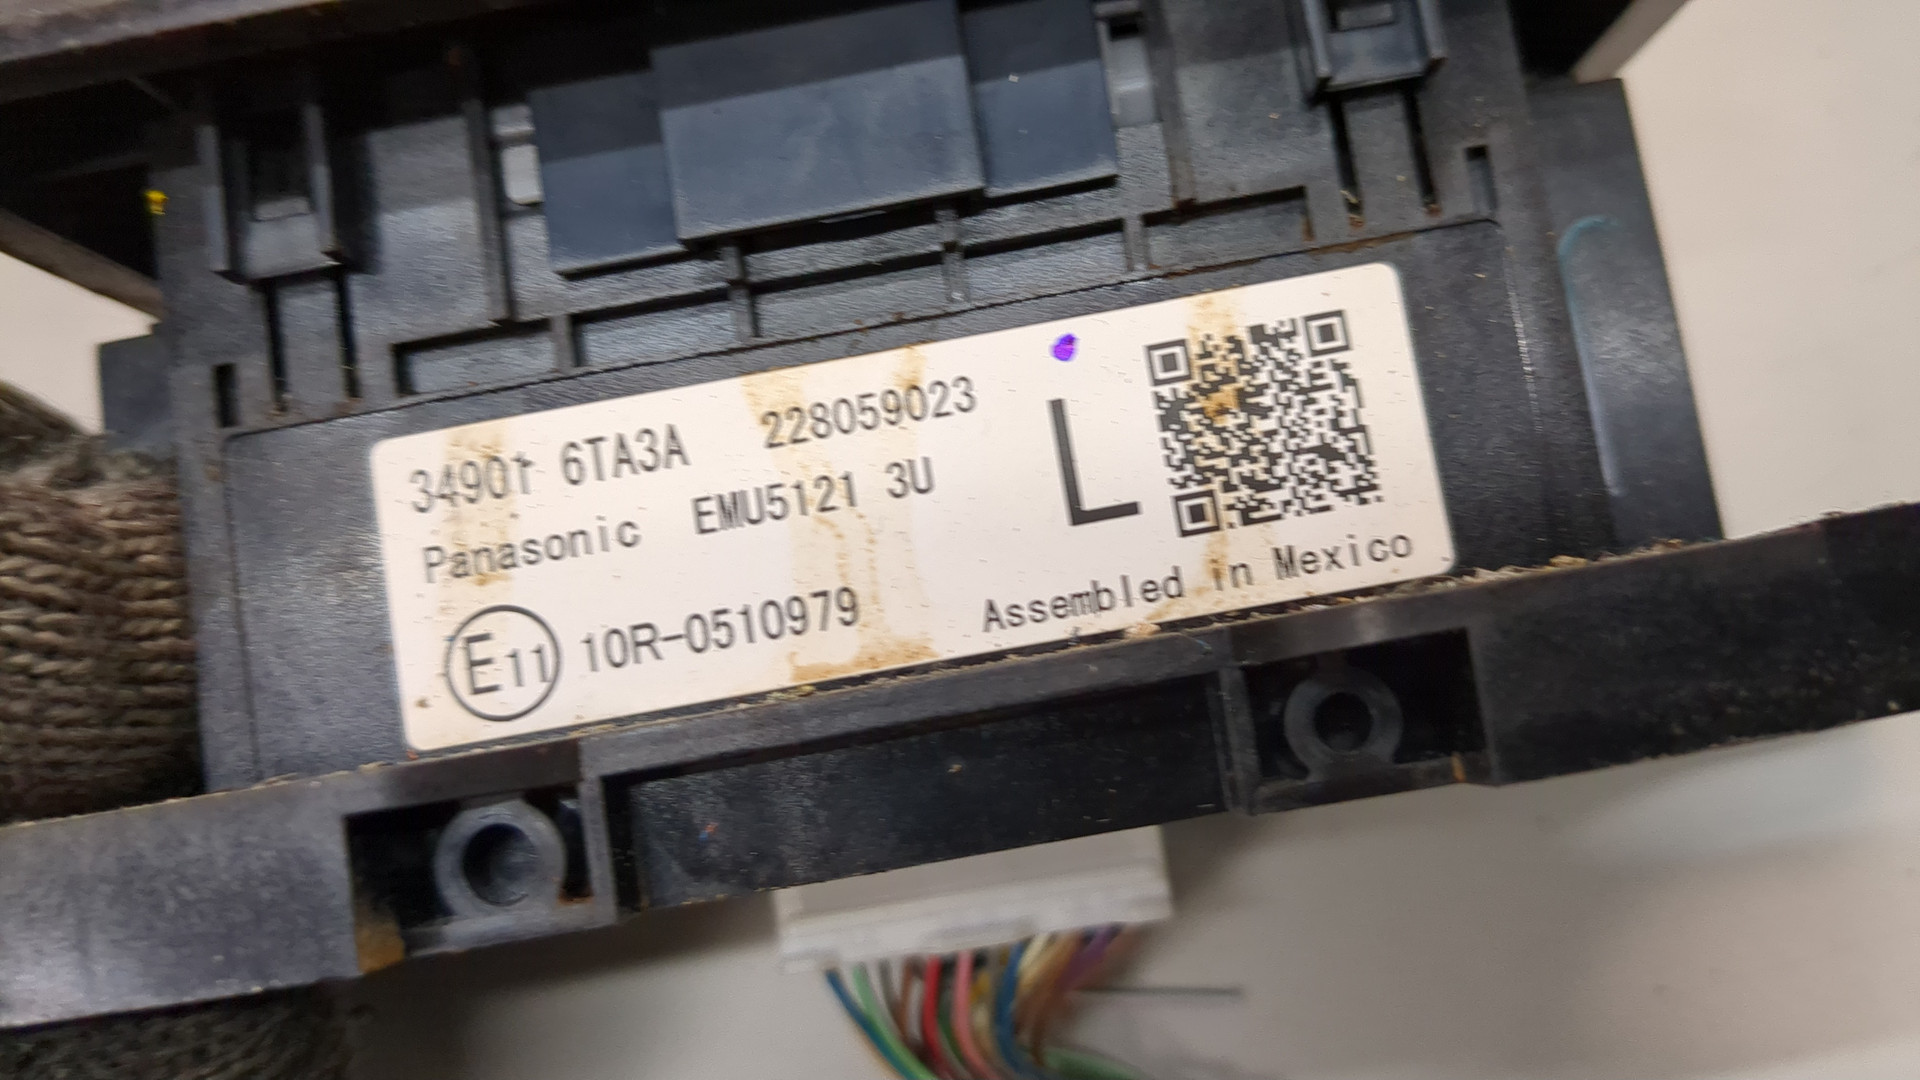 34901 6TA3A 228059023
Panasonic EMU5121 3U L
E11 10R-0510979
Assembled in Mexico